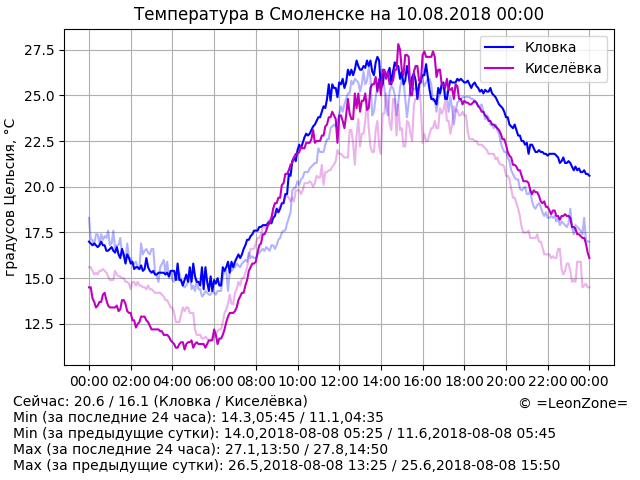 Температура в Смоленске на 10.08.2018 00:00
градусов Цельсия, °C
27.5
25.0
22.5
20.0
17.5
15.0
12.5
Кловка
Киселёвка
00:00 02:00 04:00 06:00 08:00 10:00 12:00 14:00 16:00 18:00 20:00 22:00 00:00
Сейчас: 20.6 / 16.1 (Кловка / Киселёвка)
© =LeonZone=
Min (за последние 24 часа): 14.3,05:45 / 11.1,04:35
Min (за предыдущие сутки): 14.0,2018-08-08 05:25 / 11.6,2018-08-08 05:45
Max (за последние 24 часа): 27.1,13:50 / 27.8,14:50
Max (за предыдущие сутки): 26.5,2018-08-08 13:25 / 25.6,2018-08-08 15:50